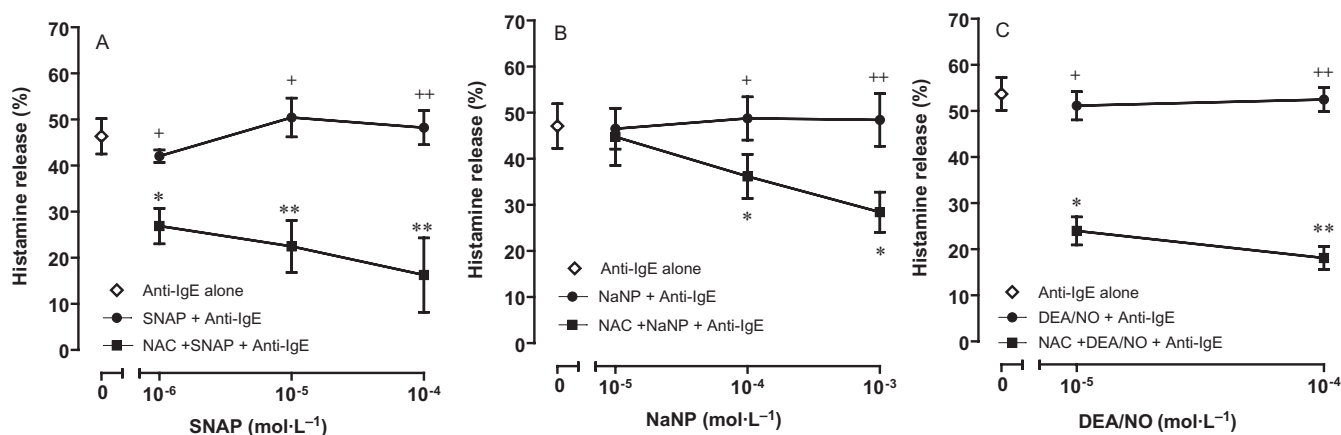 A
Histamine release (%)
70
60
50
40
30
20
10
0
+
+
++
*
**
**
Anti-IgE alone
SNAP + Anti-IgE
NAC +SNAP + Anti-IgE
0
10⁻⁶
10⁻⁵
10⁻⁴
SNAP (mol·L⁻¹)
B
Histamine release (%)
70
60
50
40
30
20
10
0
+
++
*
*
Anti-IgE alone
NaNP + Anti-IgE
NAC +NaNP + Anti-IgE
0
10⁻⁵
10⁻⁴
10⁻³
NaNP (mol·L⁻¹)
C
Histamine release (%)
70
60
50
40
30
20
10
0
+
++
*
**
Anti-IgE alone
DEA/NO + Anti-IgE
NAC +DEA/NO + Anti-IgE
0
10⁻⁵
10⁻⁴
DEA/NO (mol·L⁻¹)